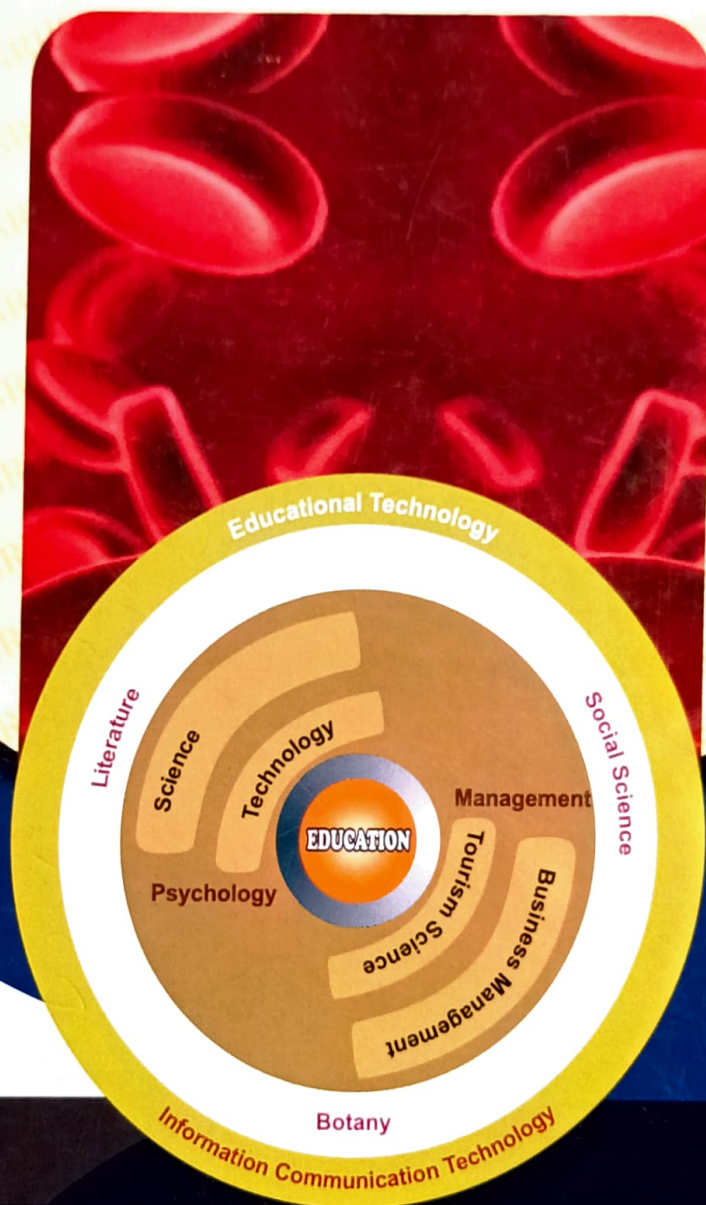 Educational Technology
Literature
Social Science
Science
Technology
EDUCATION
Management
Psychology
Tourism Science
Business Management
Botany
Information Communication Technology